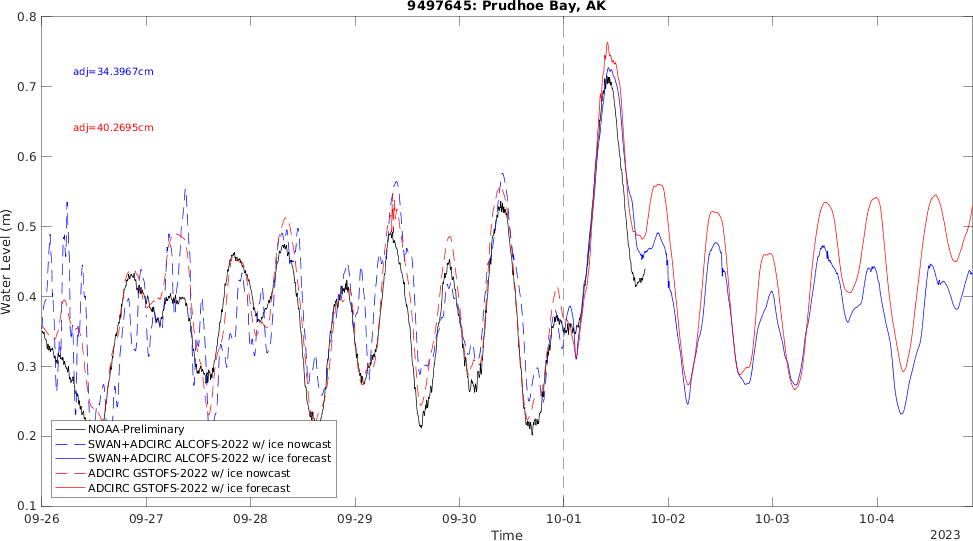 9497645: Prudhoe Bay, AK
0.8
adj=34.3967cm
0.7
adj=40.2695cm
0.6
0.5
Water Level (m)
0.4
0.3
0.2
0.1
NOAA-Preliminary
SWAN+ADCIRC ALCOFS-2022 w/ ice nowcast
SWAN+ADCIRC ALCOFS-2022 w/ ice forecast
ADCIRC GSTOFS-2022 w/ ice nowcast
ADCIRC GSTOFS-2022 w/ ice forecast
09-26 09-27 09-28 09-29 09-30 10-01 10-02 10-03 10-04
Time
2023